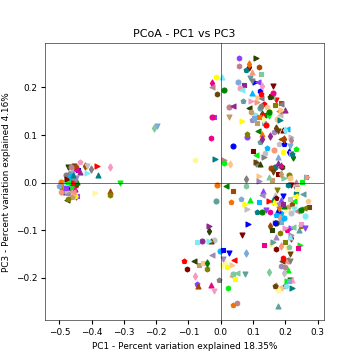 PCoA - PC1 vs PC3
PC3 - Percent variation explained 4.16%
0.2
0.1
0.0
−0.1
−0.2
−0.5 −0.4 −0.3 −0.2 −0.1 0.0 0.1 0.2 0.3
PC1 - Percent variation explained 18.35%